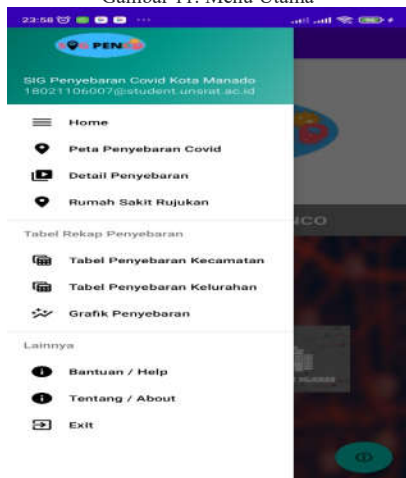 Gambar 11. Menu Utama
23:56
PEN
SIG Penyebaran Covid Kota Manado
18021106007@student.unsrat.ac.id
Home
Peta Penyebaran Covid
Detail Penyebaran
Rumah Sakit Rujukan
Tabel Rekap Penyebaran
Tabel Penyebaran Kecamatan
Tabel Penyebaran Kelurahan
Grafik Penyebaran
Lainnya
Bantuan / Help
Tentang / About
Exit
NCO